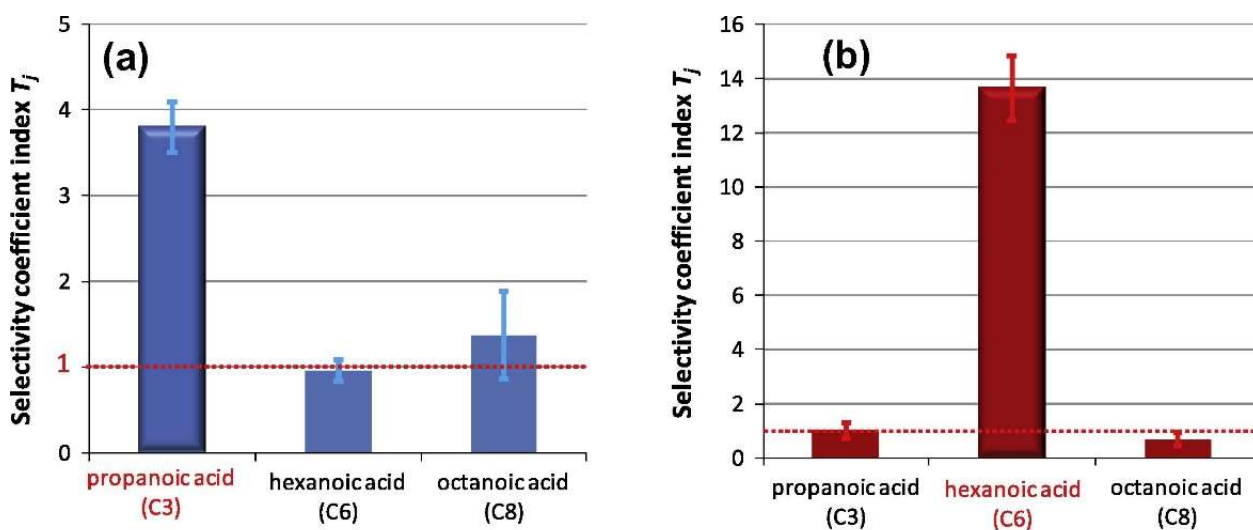 (a)
Selectivity coefficient index Tj
5
4
3
2
1
0
propanoic acid hexanoic acid octanoic acid
(C3) (C6) (C8)
(b)
Selectivity coefficient index Tj
16
14
12
10
8
6
4
2
0
propanoic acid hexanoic acid octanoic acid
(C3) (C6) (C8)